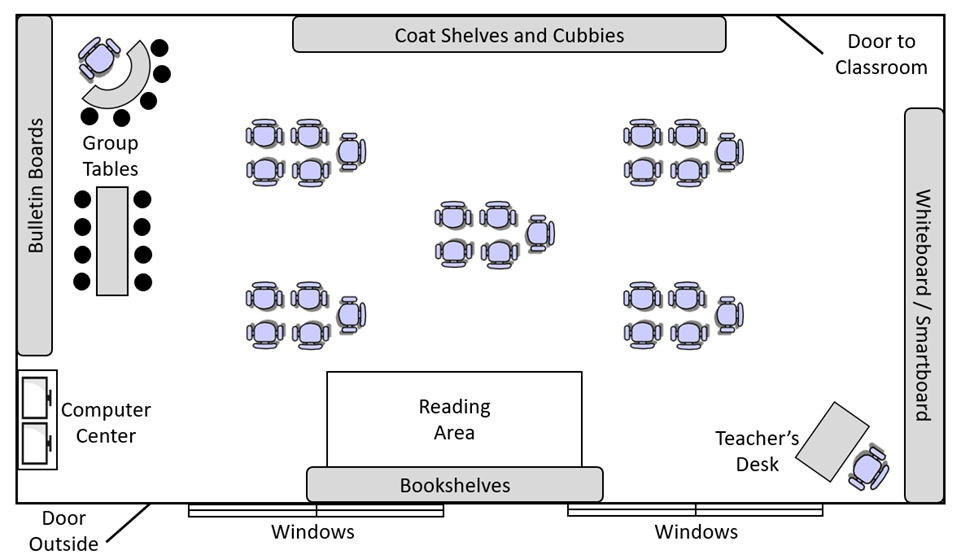 Coat Shelves and Cubbies
Door to
Classroom
Bulletin Boards
Group
Tables
Whiteboard / Smartboard
Reading
Area
Computer
Center
Teacher's
Desk
Bookshelves
Door
Outside
Windows
Windows